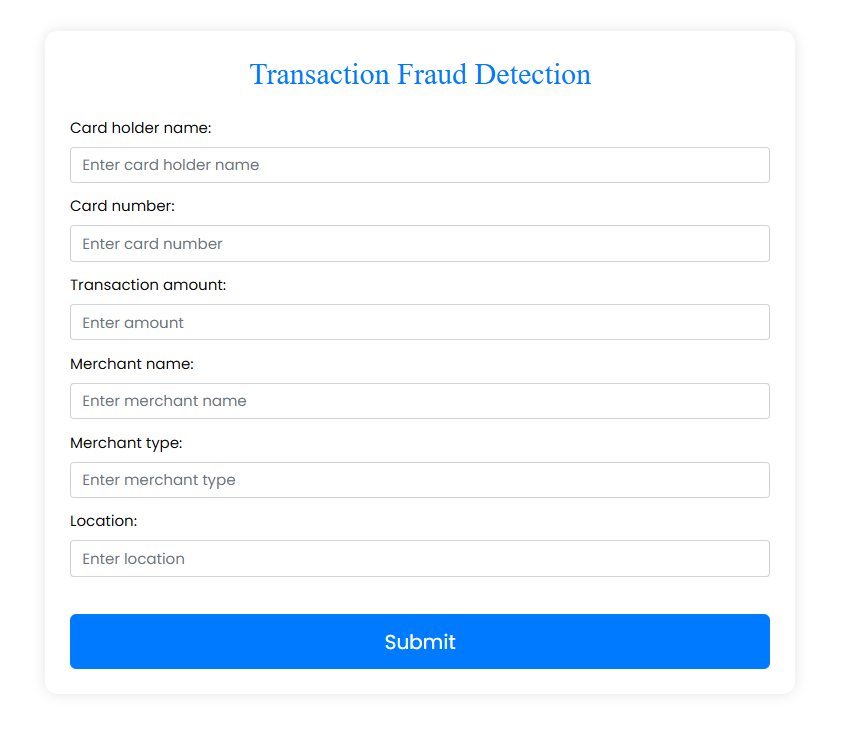 Transaction Fraud Detection
Card holder name:
Enter card holder name
Card number:
Enter card number
Transaction amount:
Enter amount
Merchant name:
Enter merchant name
Merchant type:
Enter merchant type
Location:
Enter location
Submit